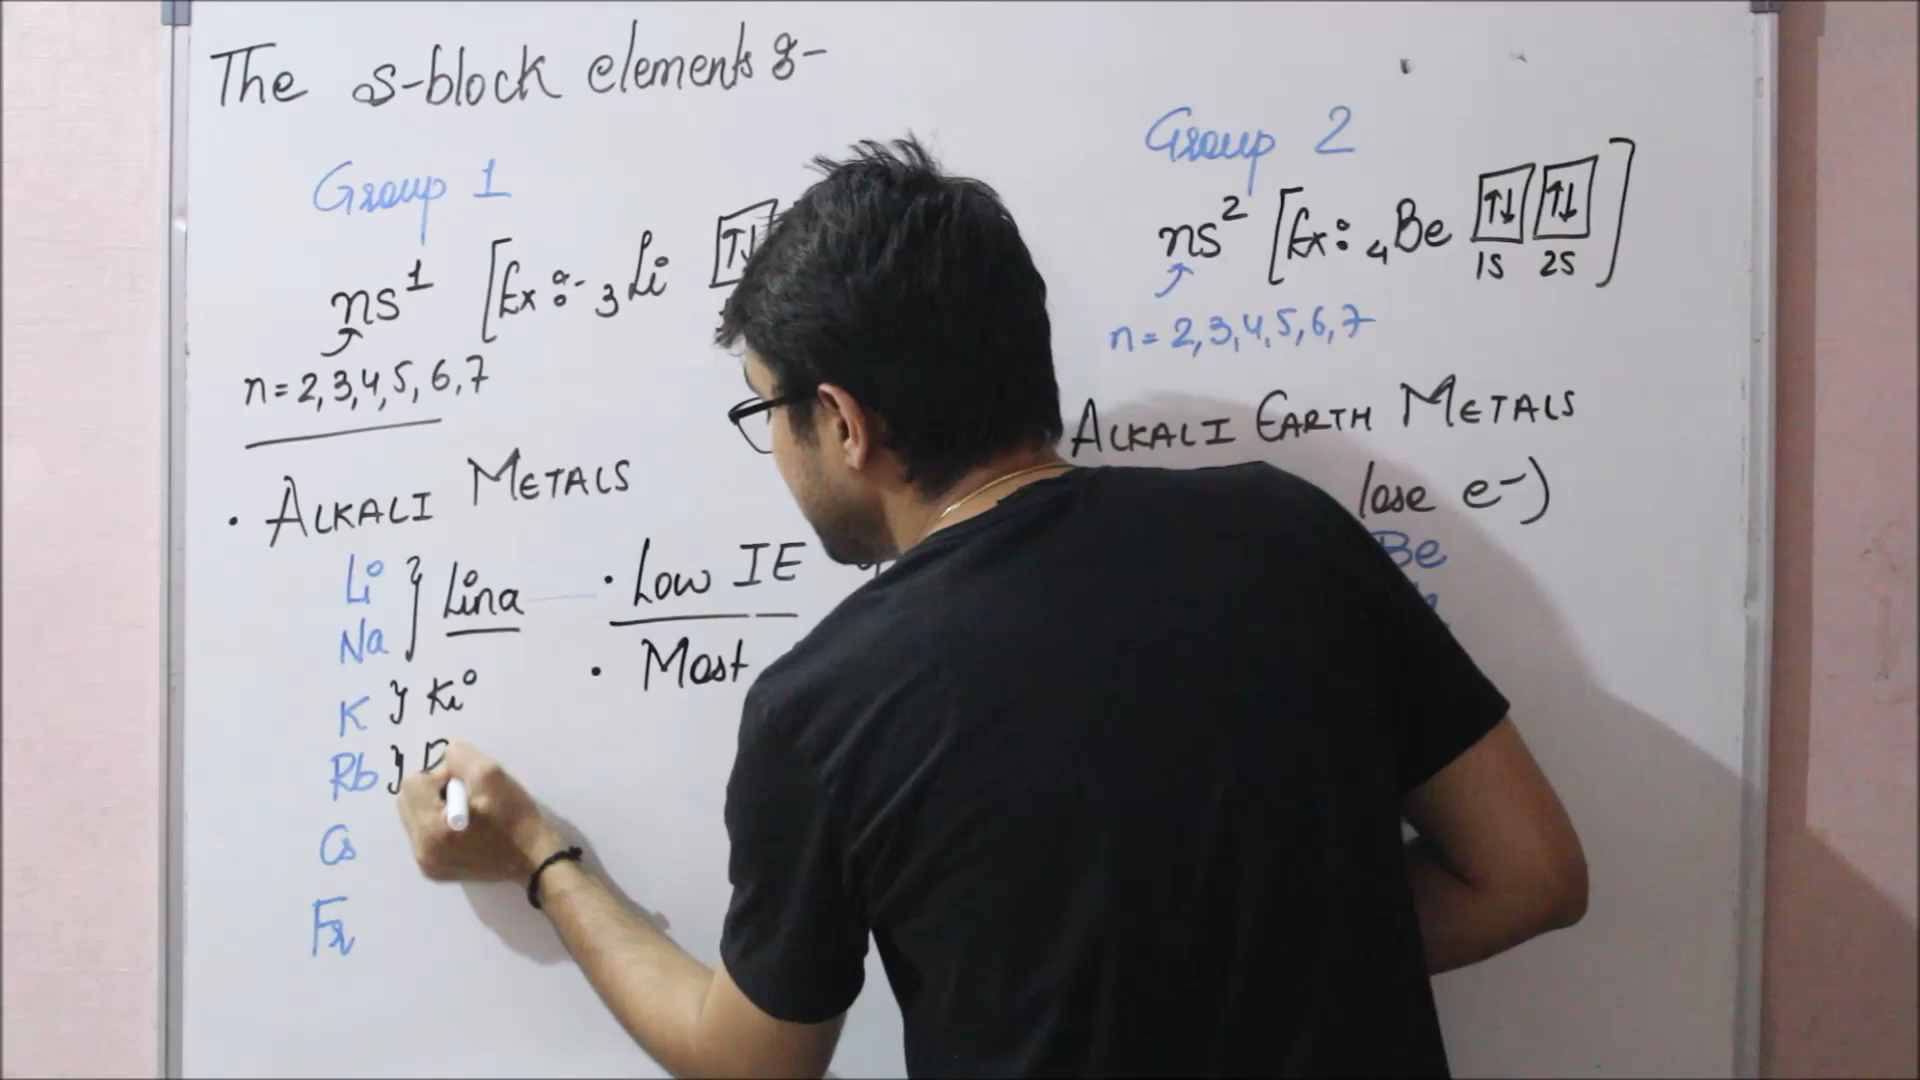 The s-block elements :-
Group 1
ns¹ [Ex :- ₃Li ↑↓
n = 2, 3, 4, 5, 6, 7
• ALKALI METALS
Li
Na
} Lina
K } Ki
Rb }
Cs
Fr
• Low IE
• Most
Group 2
ns² [Ex: ₄Be ↑↓ ↑↓ ]
1s 2s
n = 2, 3, 4, 5, 6, 7
ALKALI EARTH METALS
lose e-)
Be